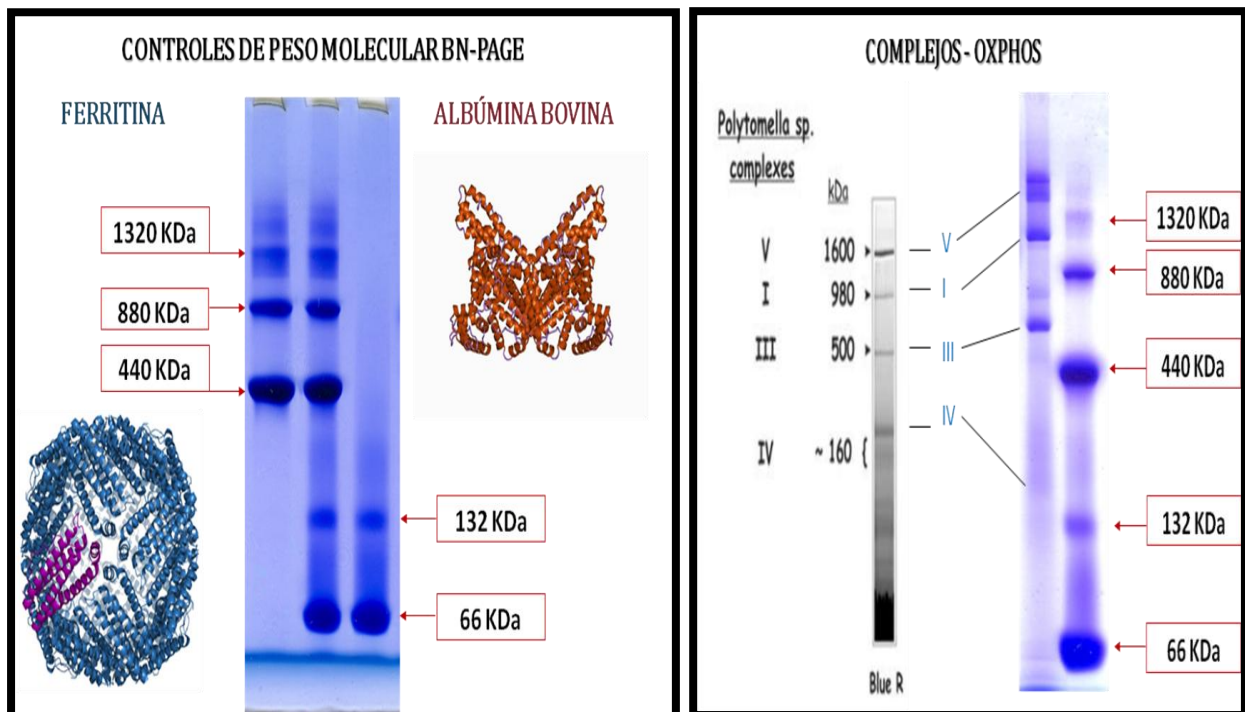 CONTROLES DE PESO MOLECULAR BN-PAGE
FERRITINA
ALBÚMINA BOVINA
1320 KDa
880 KDa
440 KDa
132 KDa
66 KDa
COMPLEJOS - OXPHOS
Polytomella sp.
complexes
kDa
V 1600 V
I 980 I
III 500 III
IV ~ 160 { IV
Blue R
1320 KDa
880 KDa
440 KDa
132 KDa
66 KDa